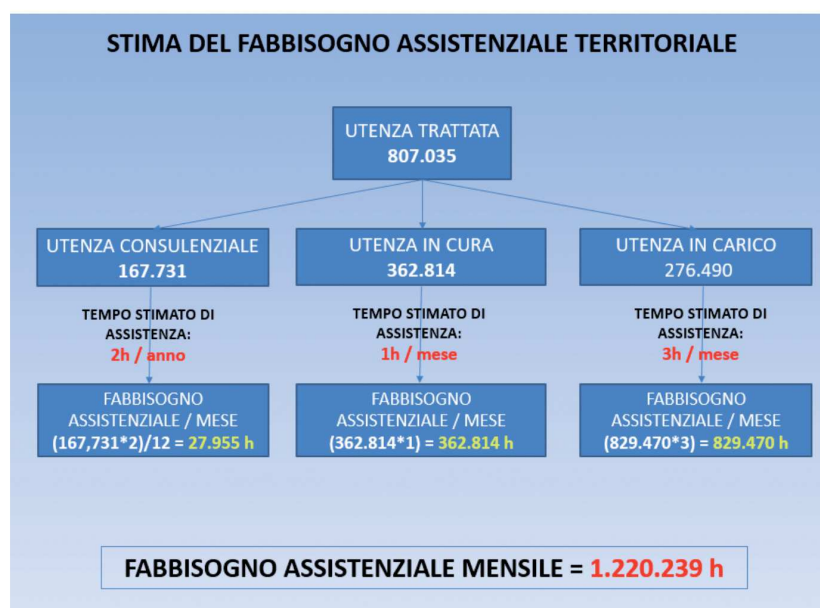 STIMA DEL FABBISOGNO ASSISTENZIALE TERRITORIALE
UTENZA TRATTATA
807.035
UTENZA CONSULENZIALE
167.731
UTENZA IN CURA
362.814
UTENZA IN CARICO
276.490
TEMPO STIMATO DI
ASSISTENZA:
2h / anno
TEMPO STIMATO DI
ASSISTENZA:
1h / mese
TEMPO STIMATO DI
ASSISTENZA:
3h / mese
FABBISOGNO
ASSISTENZIALE / MESE
(167,731*2)/12 = 27.955 h
FABBISOGNO
ASSISTENZIALE / MESE
(362.814*1) = 362.814 h
FABBISOGNO
ASSISTENZIALE / MESE
(829.470*3) = 829.470 h
FABBISOGNO ASSISTENZIALE MENSILE = 1.220.239 h